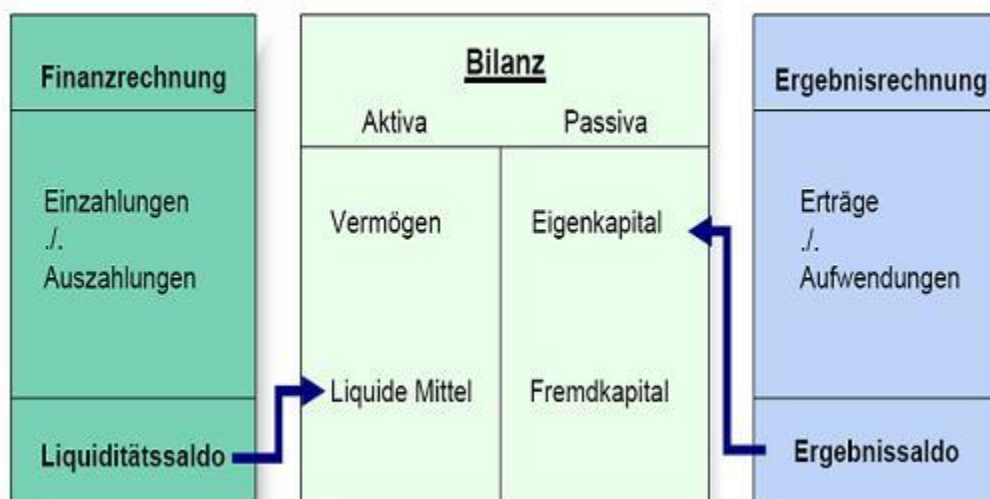 Finanzrechnung
Einzahlungen
./.
Auszahlungen
Liquiditätssaldo
Bilanz
Aktiva
Passiva
Vermögen
Eigenkapital
Liquide Mittel
Fremdkapital
Ergebnisrechnung
Erträge
./.
Aufwendungen
Ergebnissaldo